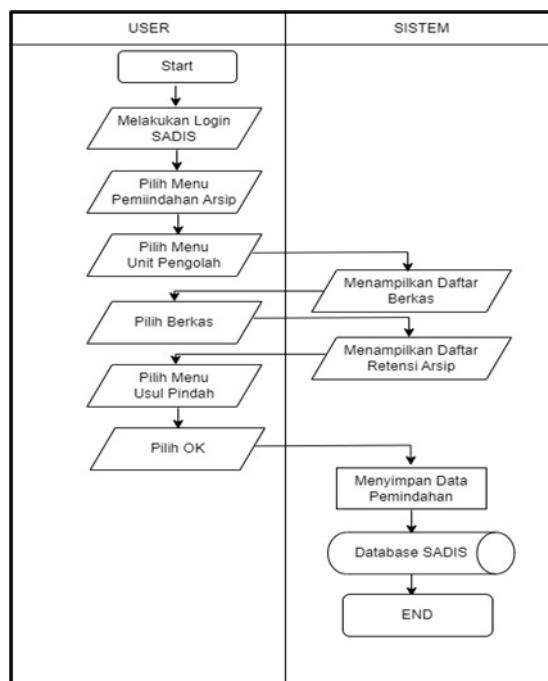 USER
SISTEM
Start
Melakukan Login
SADIS
Pilih Menu
Pemiindahan Arsip
Pilih Menu
Unit Pengolah
Menampilkan Daftar
Berkas
Pilih Berkas
Menampilkan Daftar
Retensi Arsip
Pilih Menu
Usul Pindah
Pilih OK
Menyimpan Data
Pemindahan
Database SADIS
END